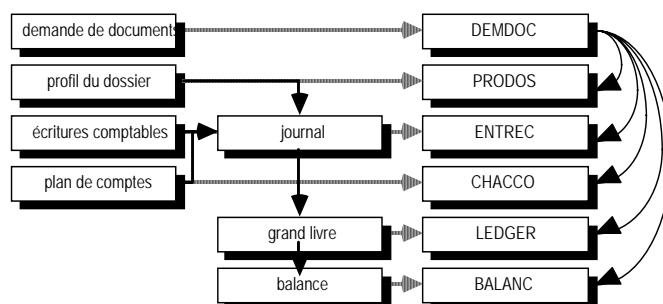 demande de documents
DEMDOC
profil du dossier
PRODOS
écritures comptables
journal
ENTREC
plan de comptes
CHACCO
grand livre
LEDGER
balance
BALANC